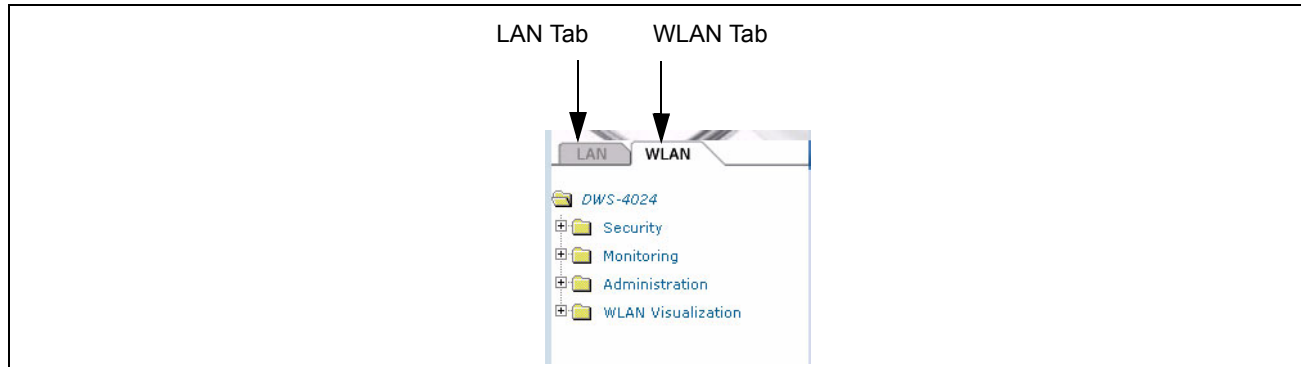 LAN Tab WLAN Tab
LAN WLAN
DWS-4024
Security
Monitoring
Administration
WLAN Visualization